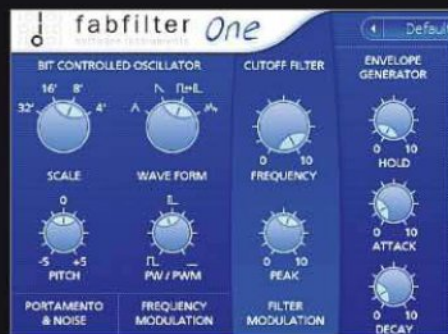 fabfilter One
software instruments
Default
BIT CONTROLLED OSCILLATOR
CUTOFF FILTER
ENVELOPE
GENERATOR
32' 16' 8' 4'
SCALE
WAVE FORM
0 10
FREQUENCY
0 10
HOLD
0
-5 +5
PITCH
PW / PWM
0 10
PEAK
0 10
ATTACK
0 10
DECAY
PORTAMENTO
& NOISE
FREQUENCY
MODULATION
FILTER
MODULATION